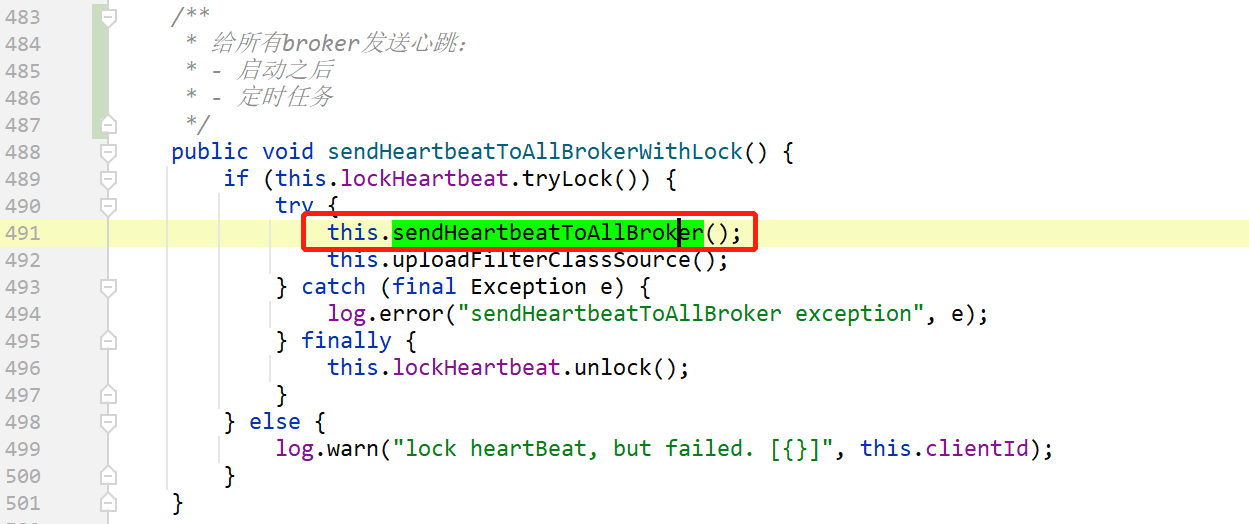 483 /**
484 * 给所有broker发送心跳：
485 * - 启动之后
486 * - 定时任务
487 */
488 public void sendHeartbeatToAllBrokerWithLock() {
489 if (this.lockHeartbeat.tryLock()) {
490 try {
491 this.sendHeartbeatToAllBroker();
492 this.uploadFilterClassSource();
493 } catch (final Exception e) {
494 log.error("sendHeartbeatToAllBroker exception", e);
495 } finally {
496 this.lockHeartbeat.unlock();
497 }
498 } else {
499 log.warn("lock heartBeat, but failed. [{}]", this.clientId);
500 }
501 }